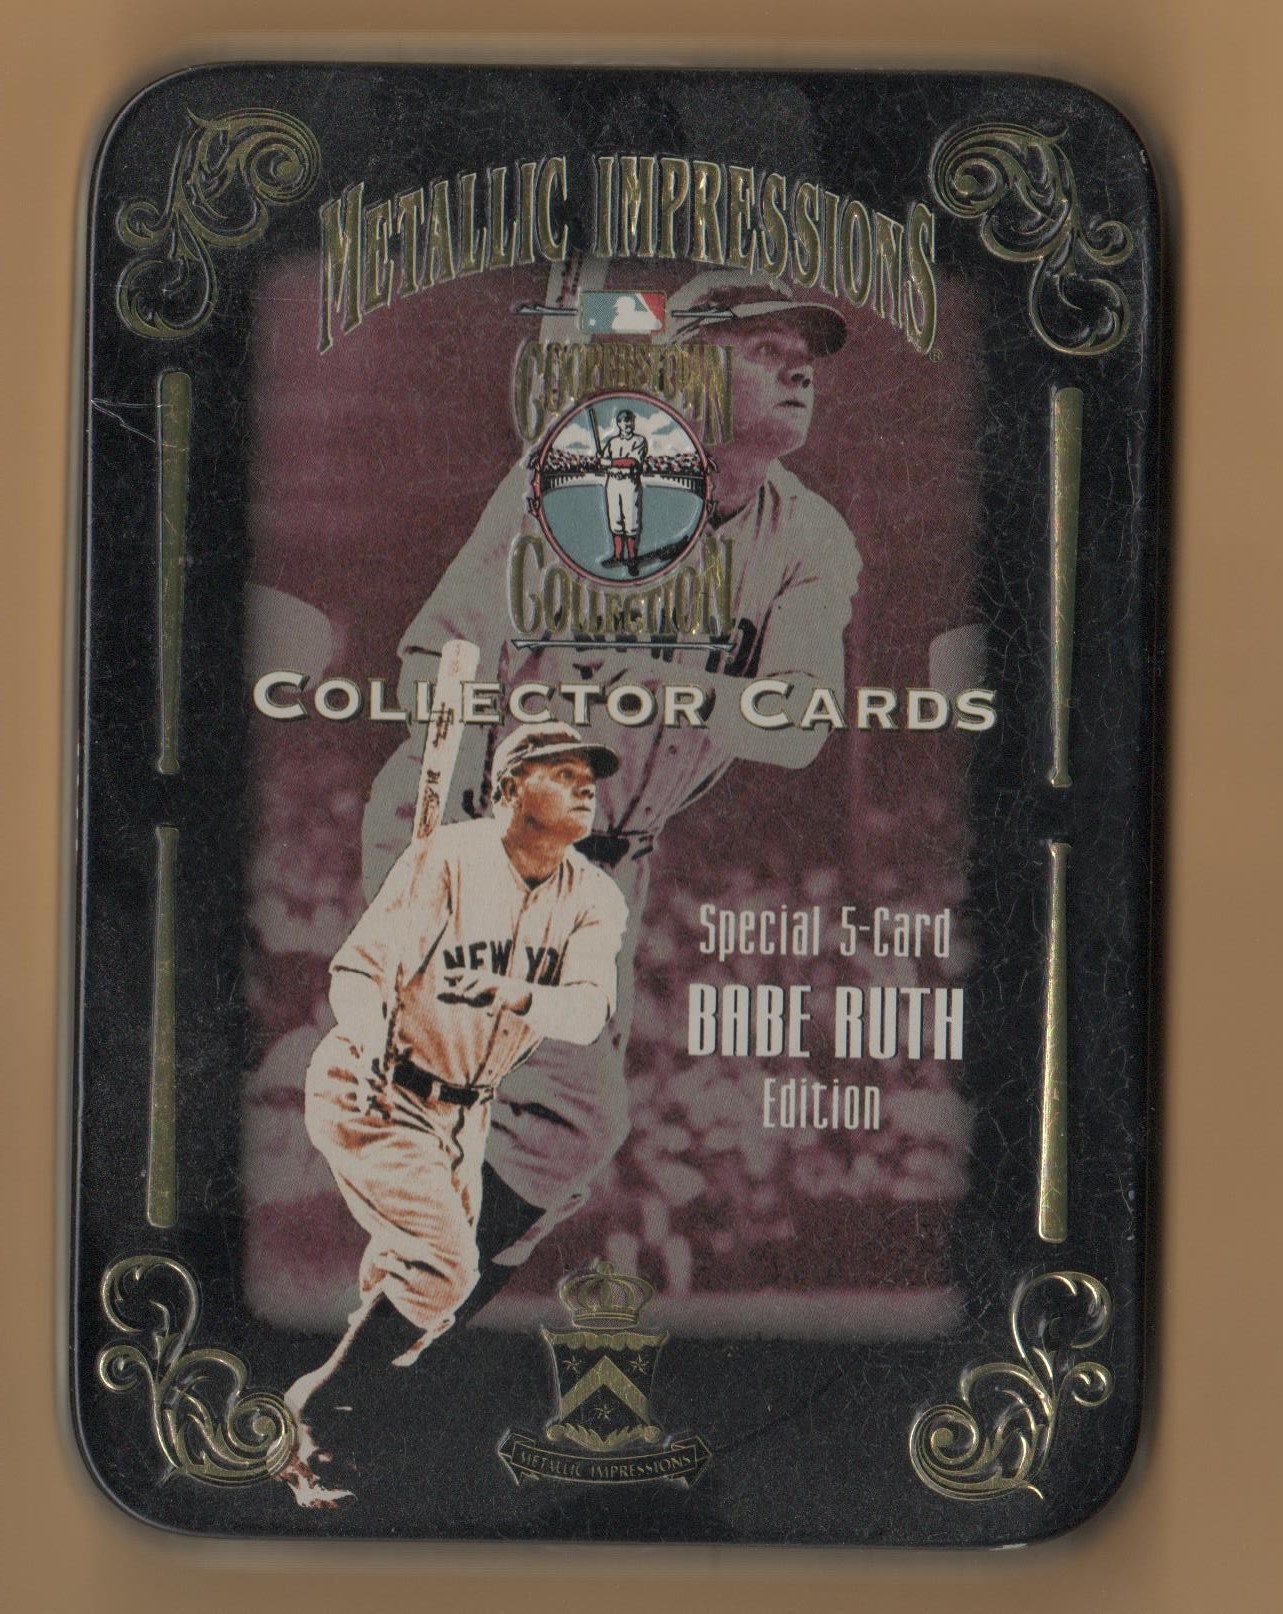 METALLIC IMPRESSIONS®
COOPERSTOWN
COLLECTION
COLLECTOR CARDS
NEW YO
Special 5-Card
BABE RUTH
Edition
METALLIC IMPRESSIONS